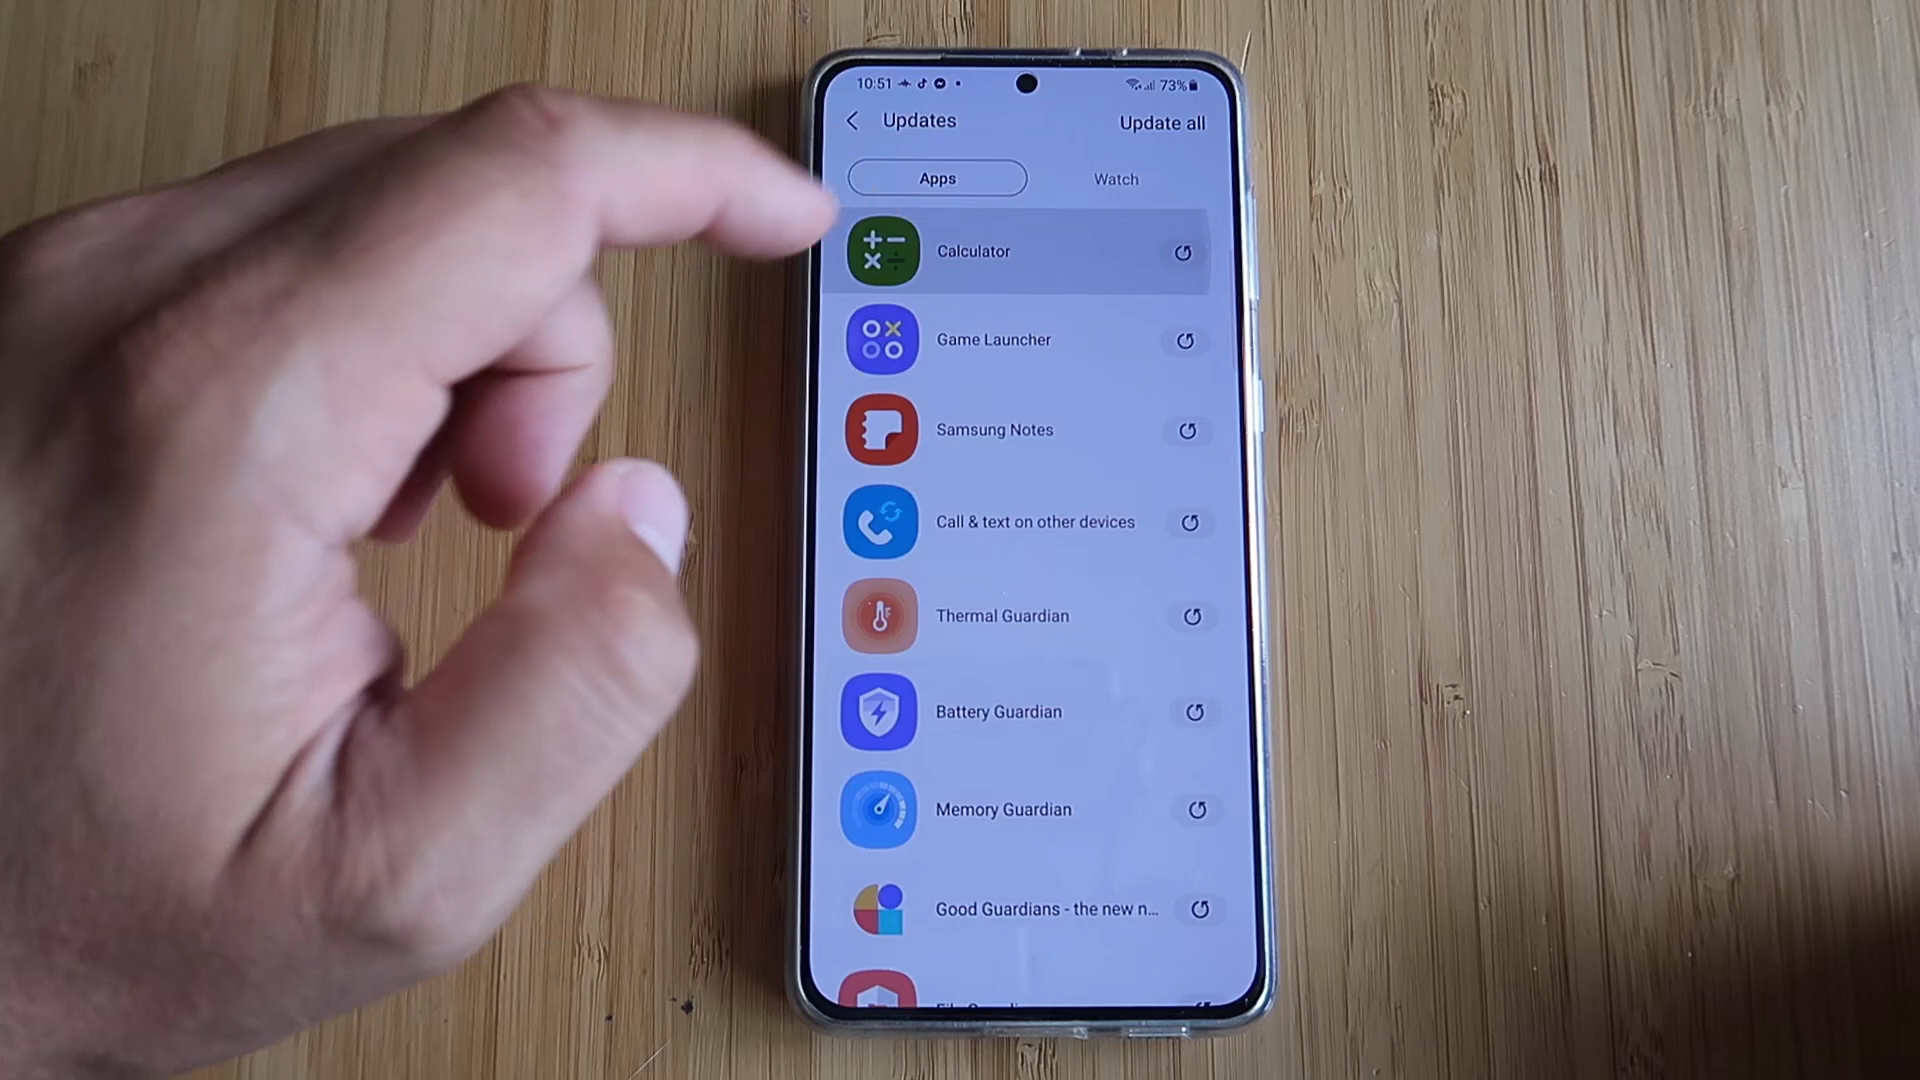 10:51
73%
Updates
Update all
Apps
Watch
Calculator
Game Launcher
Samsung Notes
Call & text on other devices
Thermal Guardian
Battery Guardian
Memory Guardian
Good Guardians - the new n...